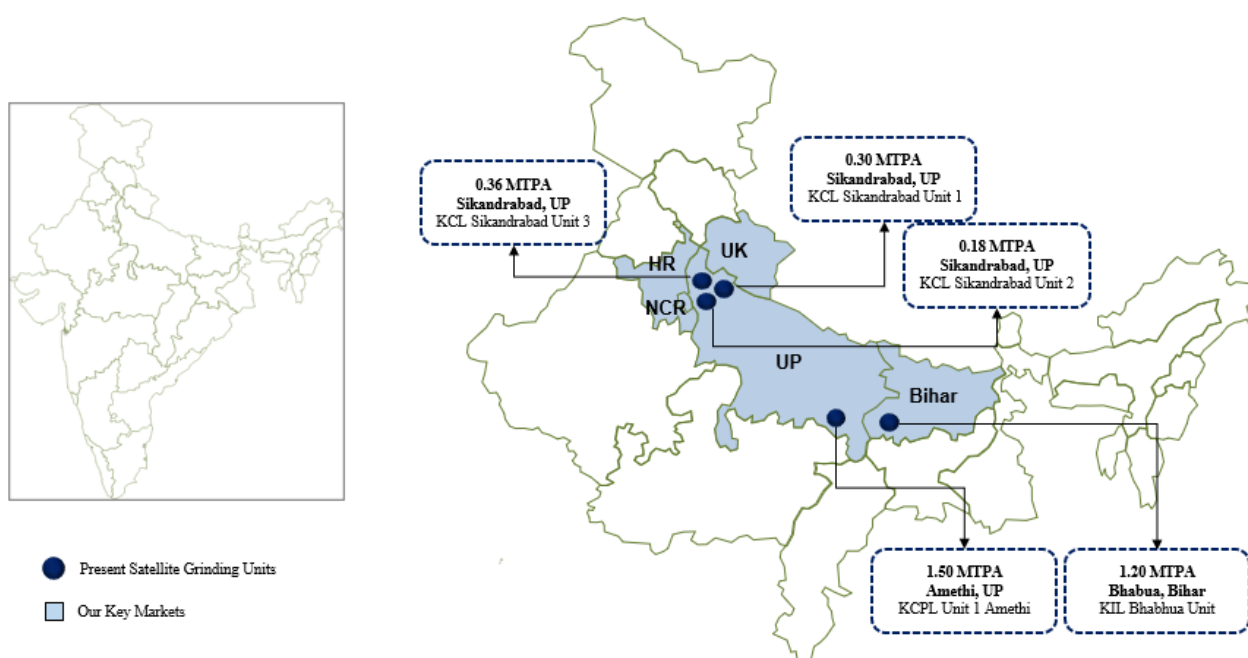 0.36 MTPA
Sikandrabad, UP
KCL Sikandrabad Unit 3
0.30 MTPA
Sikandrabad, UP
KCL Sikandrabad Unit 1
0.18 MTPA
Sikandrabad, UP
KCL Sikandrabad Unit 2
UK
HR
NCR
UP
Bihar
1.50 MTPA
Amethi, UP
KCPL Unit 1 Amethi
1.20 MTPA
Bhabua, Bihar
KIL Bhabhua Unit
Present Satellite Grinding Units
Our Key Markets